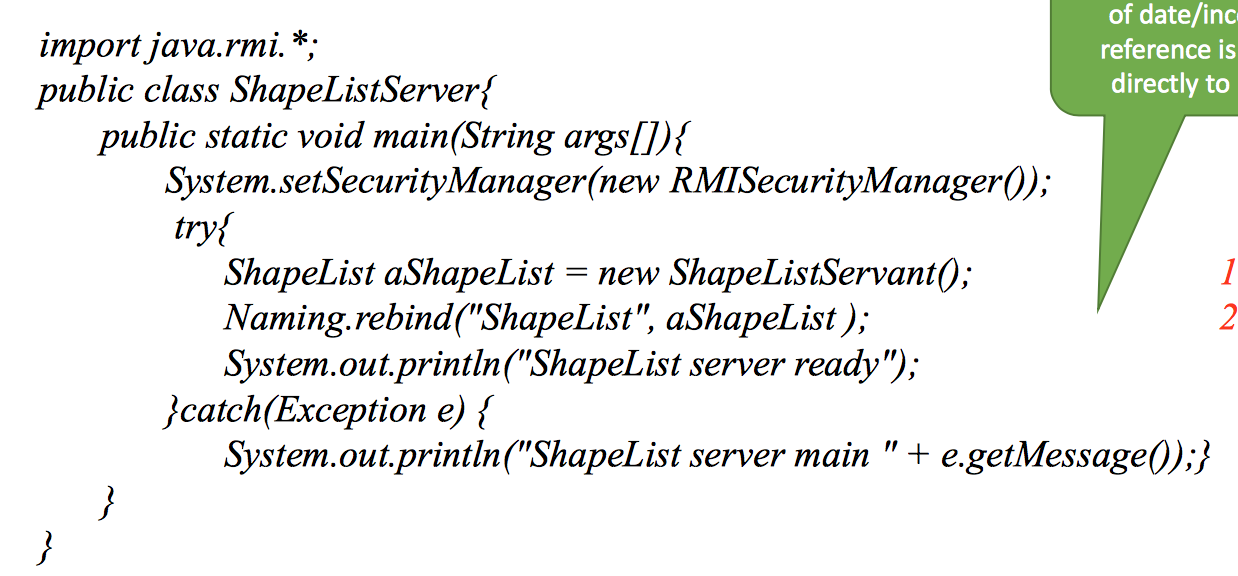 import java.rmi.*;
public class ShapeListServer{
public static void main(String args[]){
System.setSecurityManager(new RMISecurityManager());
try{
ShapeList aShapeList = new ShapeListServant();
Naming.rebind("ShapeList", aShapeList );
System.out.println("ShapeList server ready");
}catch(Exception e) {
System.out.println("ShapeList server main " + e.getMessage());}
}
}
of date/inc
reference is
directly to
1
2